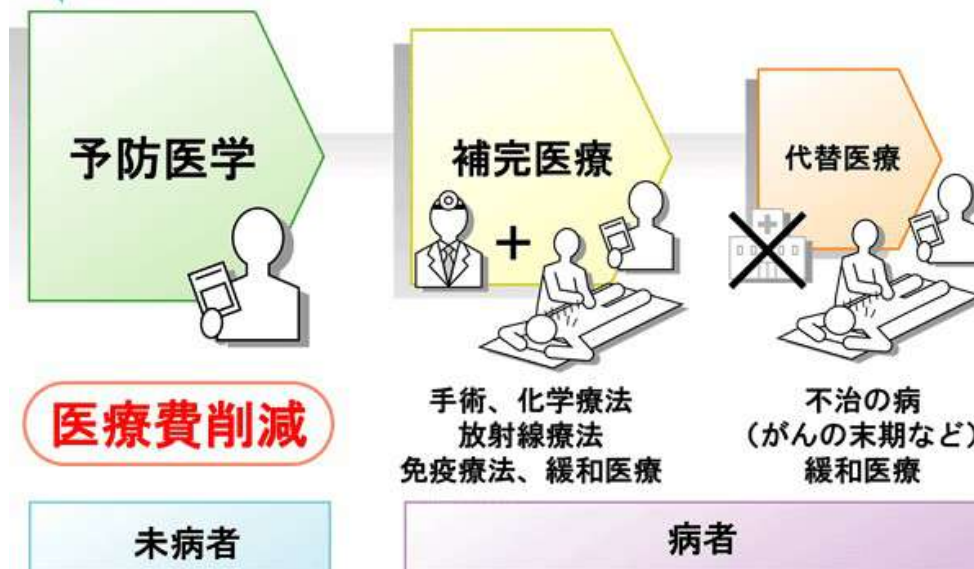 予防医学
補完医療
代替医療
+
医療費削減
手術、化学療法
放射線療法
免疫療法、緩和医療
不治の病
（がんの末期など）
緩和医療
未病者
病者